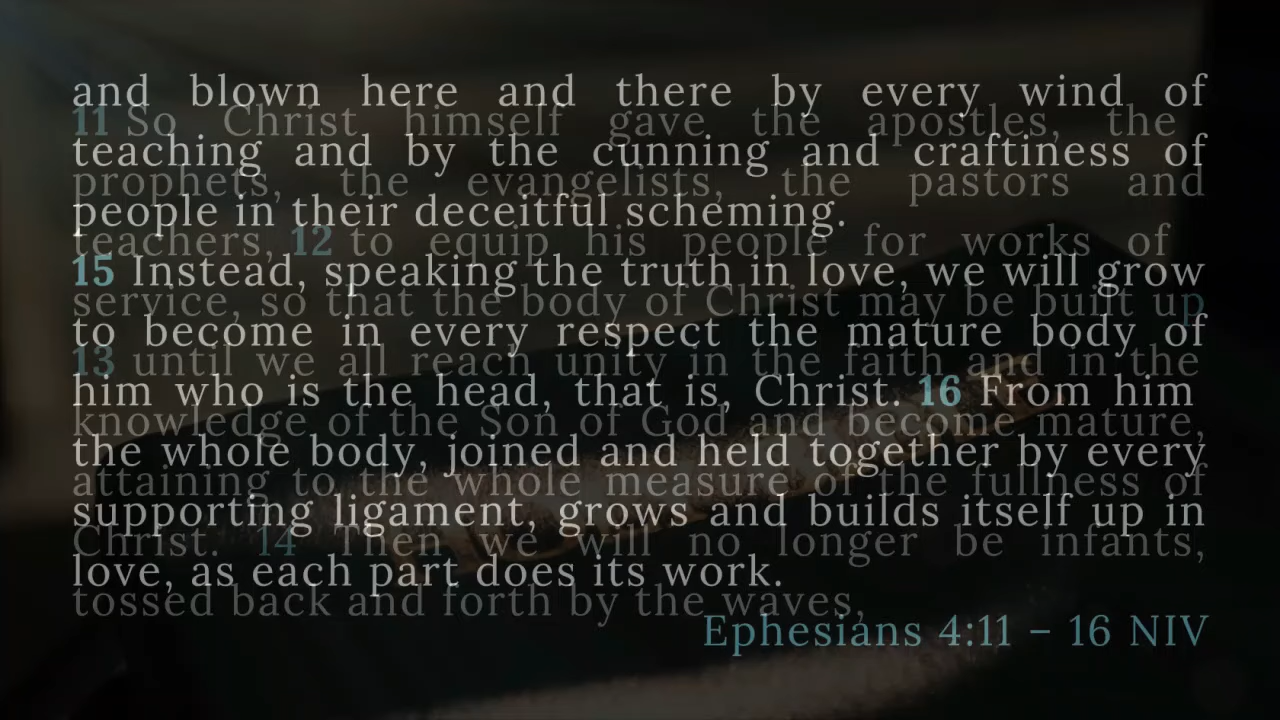 and blown here and there by every wind of
11 So Christ himself gave the apostles, the
teaching and by the cunning and craftiness of
prophets, the evangelists, the pastors and
people in their deceitful scheming.
teachers, 12 to equip his people for works of
15 Instead, speaking the truth in love, we will grow
service, so that the body of Christ may be built up
to become in every respect the mature body of
13 until we all reach unity in the faith and in the
him who is the head, that is, Christ. 16 From him
knowledge of the Son of God and become mature,
the whole body, joined and held together by every
attaining to the whole measure of the fullness of
supporting ligament, grows and builds itself up in
Christ. 14 Then we will no longer be infants,
love, as each part does its work.
tossed back and forth by the waves,
Ephesians 4:11 – 16 NIV